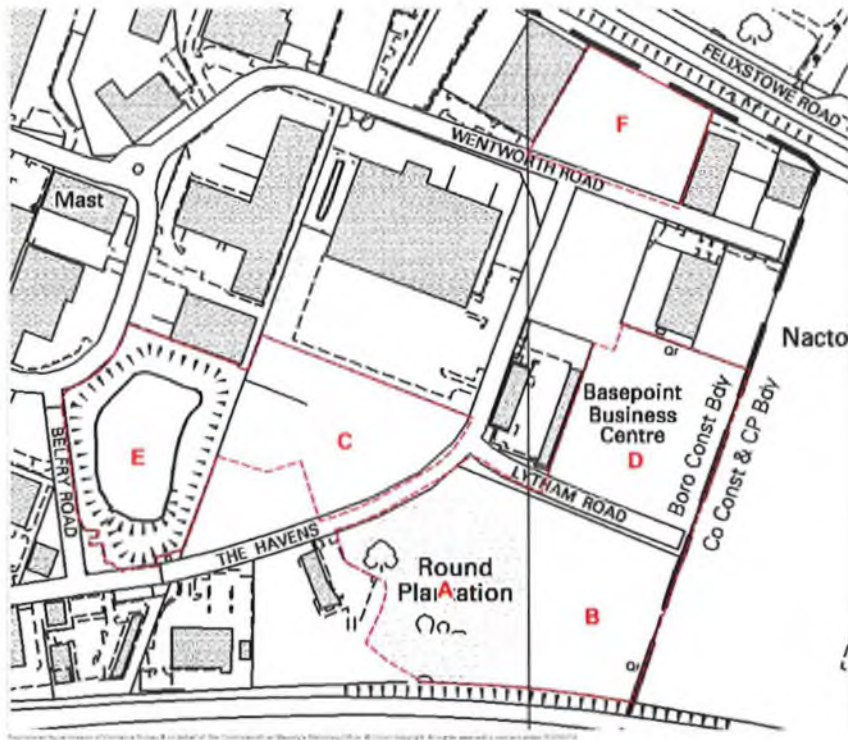 FELIXSTOWE ROAD
F
WENTWORTH ROAD
Mast
Nacto
Basepoint
Business
Centre
D
Boro Const Bdy
Co Const & CP Bdy
C
E
BELFRY ROAD
LYTHAM ROAD
THE HAVENS
Round
Plantation
A
B